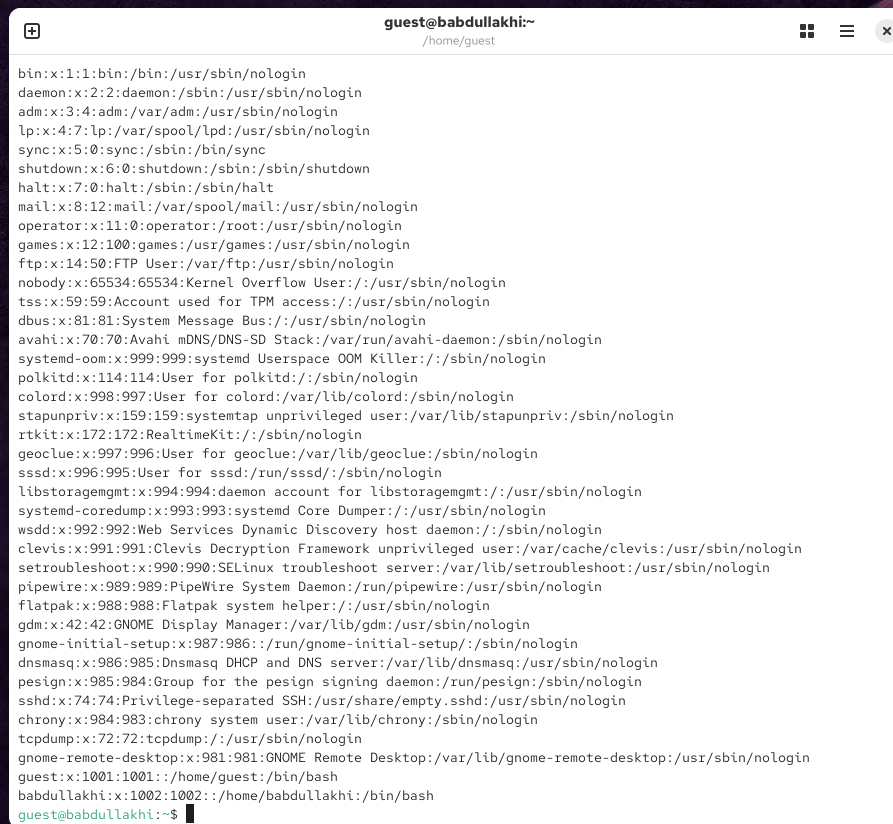 guest@babdullakhi:~
/home/guest
bin:x:1:1:bin:/bin:/usr/sbin/nologin
daemon:x:2:2:daemon:/sbin:/usr/sbin/nologin
adm:x:3:4:adm:/var/adm:/usr/sbin/nologin
lp:x:4:7:lp:/var/spool/lpd:/usr/sbin/nologin
sync:x:5:0:sync:/sbin:/bin/sync
shutdown:x:6:0:shutdown:/sbin:/sbin/shutdown
halt:x:7:0:halt:/sbin:/sbin/halt
mail:x:8:12:mail:/var/spool/mail:/usr/sbin/nologin
operator:x:11:0:operator:/root:/usr/sbin/nologin
games:x:12:100:games:/usr/games:/usr/sbin/nologin
ftp:x:14:50:FTP User:/var/ftp:/usr/sbin/nologin
nobody:x:65534:65534:Kernel Overflow User:/:/usr/sbin/nologin
tss:x:59:59:Account used for TPM access:/:/usr/sbin/nologin
dbus:x:81:81:System Message Bus:/:/usr/sbin/nologin
avahi:x:70:70:Avahi mDNS/DNS-SD Stack:/var/run/avahi-daemon:/sbin/nologin
systemd-oom:x:999:999:systemd Userspace OOM Killer:/:/sbin/nologin
polkitd:x:114:114:User for polkitd:/:/sbin/nologin
colord:x:998:997:User for colord:/var/lib/colord:/sbin/nologin
stapunpriv:x:159:159:systemtap unprivileged user:/var/lib/stapunpriv:/sbin/nologin
rtkit:x:172:172:RealtimeKit:/:/sbin/nologin
geoclue:x:997:996:User for geoclue:/var/lib/geoclue:/sbin/nologin
sssd:x:996:995:User for sssd:/run/sssd/:/sbin/nologin
libstoragemgmt:x:994:994:daemon account for libstoragemgmt:/:/usr/sbin/nologin
systemd-coredump:x:993:993:systemd Core Dumper:/:/usr/sbin/nologin
wsdd:x:992:992:Web Services Dynamic Discovery host daemon:/:/sbin/nologin
clevis:x:991:991:Clevis Decryption Framework unprivileged user:/var/cache/clevis:/usr/sbin/nologin
setroubleshoot:x:990:990:SELinux troubleshoot server:/var/lib/setroubleshoot:/usr/sbin/nologin
pipewire:x:989:989:PipeWire System Daemon:/run/pipewire:/usr/sbin/nologin
flatpak:x:988:988:Flatpak system helper:/:/usr/sbin/nologin
gdm:x:42:42:GNOME Display Manager:/var/lib/gdm:/usr/sbin/nologin
gnome-initial-setup:x:987:986::/run/gnome-initial-setup/:/sbin/nologin
dnsmasq:x:986:985:Dnsmasq DHCP and DNS server:/var/lib/dnsmasq:/usr/sbin/nologin
pesign:x:985:984:Group for the pesign signing daemon:/run/pesign:/sbin/nologin
sshd:x:74:74:Privilege-separated SSH:/usr/share/empty.sshd:/usr/sbin/nologin
chrony:x:984:983:chrony system user:/var/lib/chrony:/sbin/nologin
tcpdump:x:72:72:tcpdump:/:/usr/sbin/nologin
gnome-remote-desktop:x:981:981:GNOME Remote Desktop:/var/lib/gnome-remote-desktop:/usr/sbin/nologin
guest:x:1001:1001::/home/guest:/bin/bash
babdullakhi:x:1002:1002::/home/babdullakhi:/bin/bash
guest@babdullakhi:~$